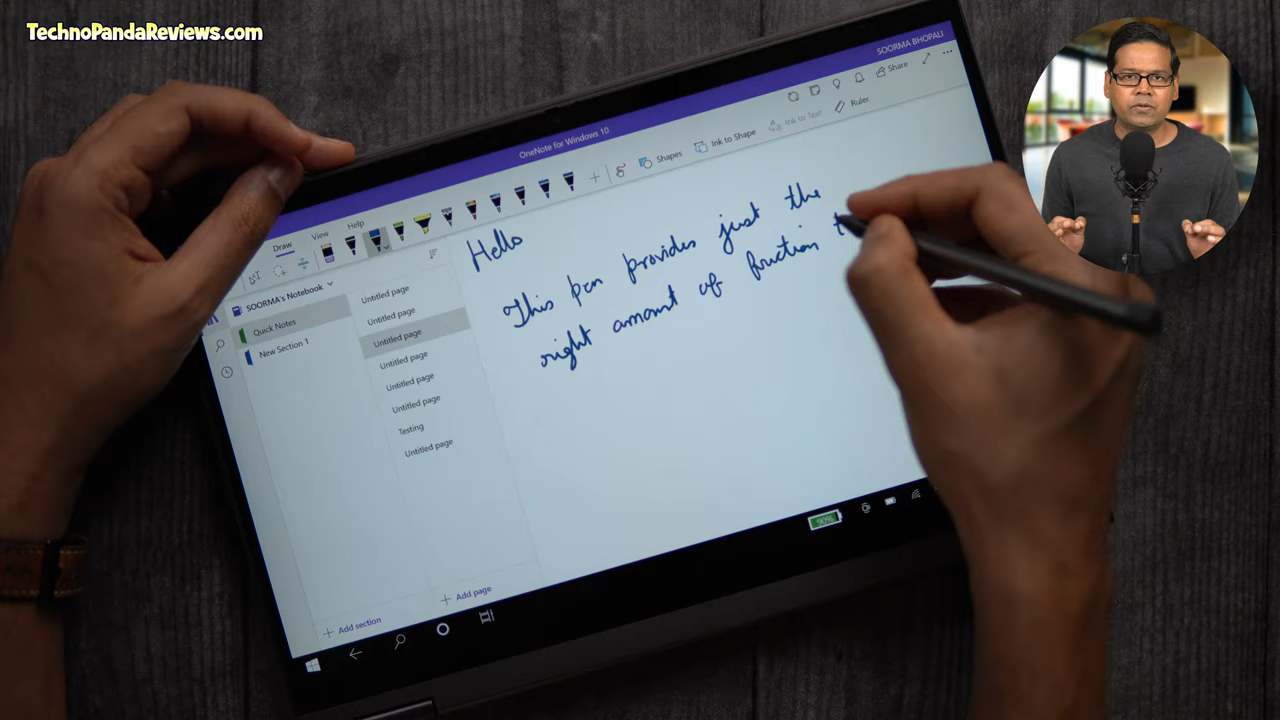 TechnoPandaReviews.com
SOORMA BHOPALI
OneNote for Windows 10
Share
Draw
View
Help
Shapes
Ink to Shape
Ink to Text
Ruler
SOORMA's Notebook
Quick Notes
New Section 1
Untitled page
Untitled page
Untitled page
Untitled page
Untitled page
Untitled page
Testing
Untitled page
Hello
This pen provides just the
right amount of friction t
90%
Add page
Add section